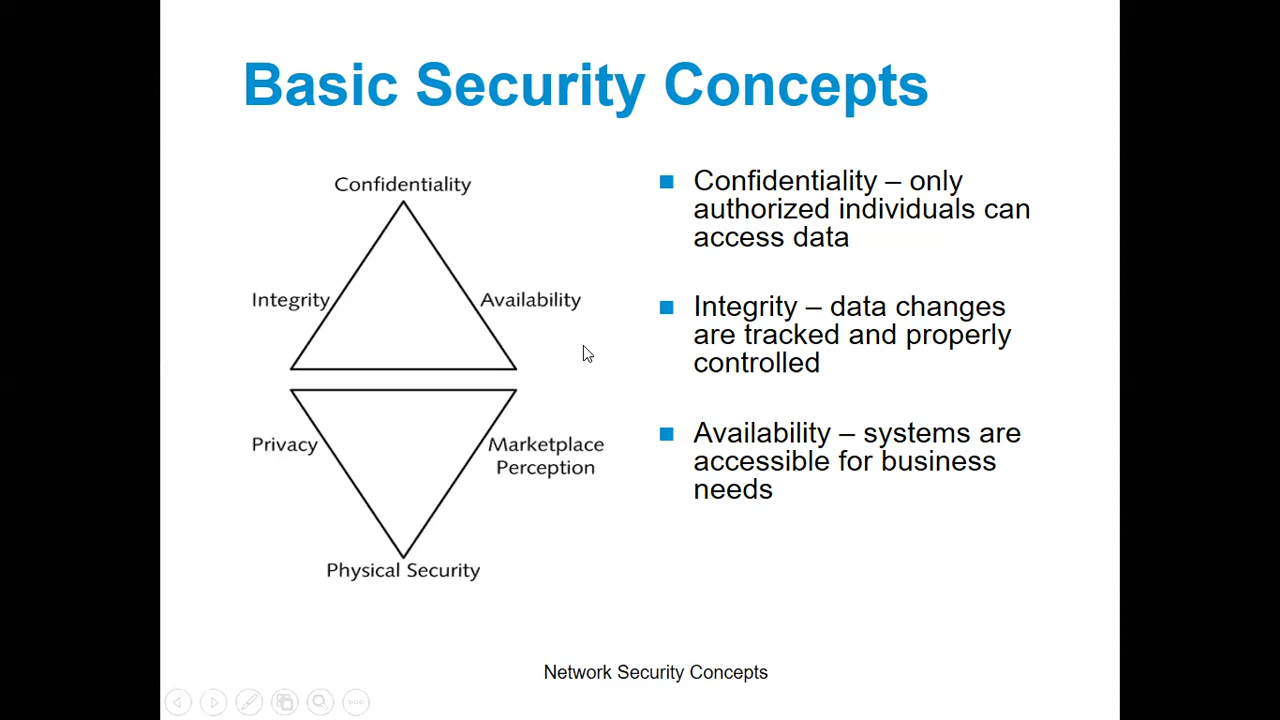 Basic Security Concepts
Confidentiality
Integrity
Availability
Privacy
Marketplace
Perception
Physical Security
Confidentiality – only
authorized individuals can
access data
Integrity – data changes
are tracked and properly
controlled
Availability – systems are
accessible for business
needs
Network Security Concepts